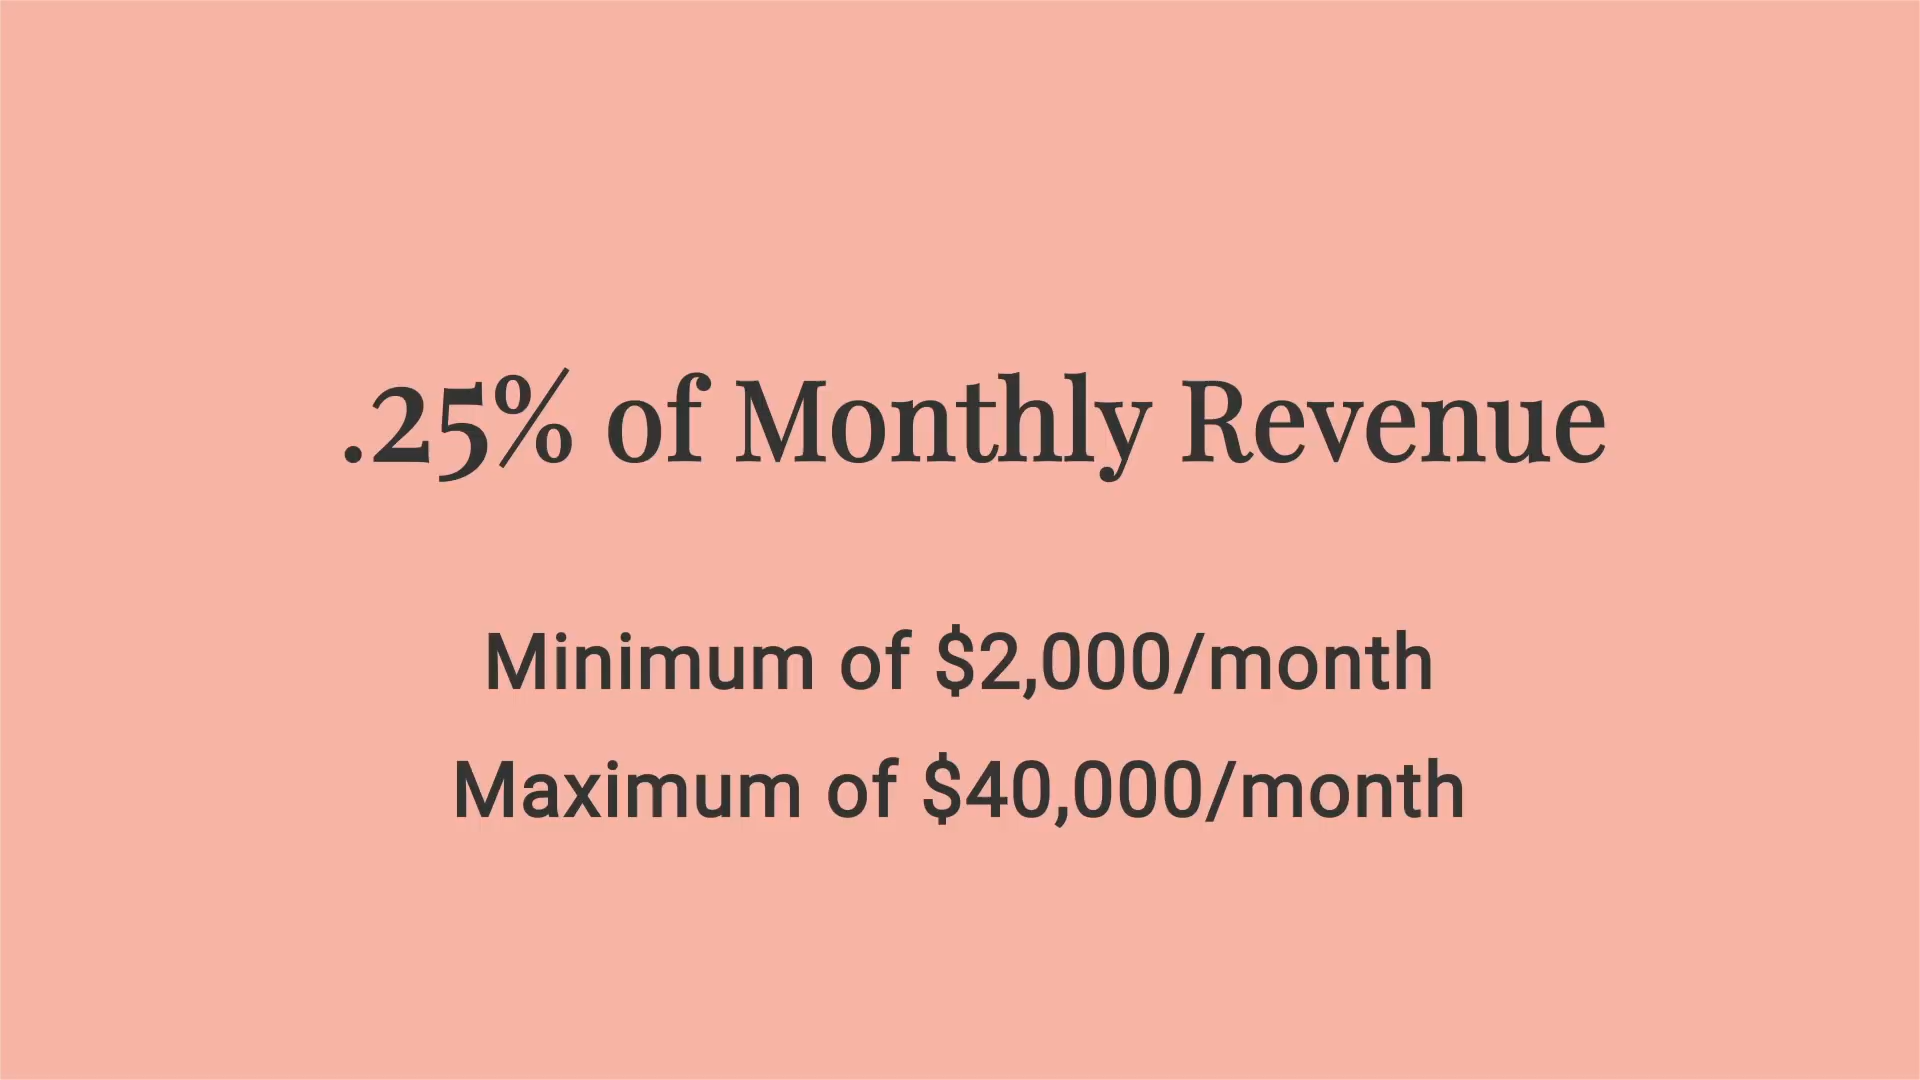 .25% of Monthly Revenue
Minimum of $2,000/month
Maximum of $40,000/month